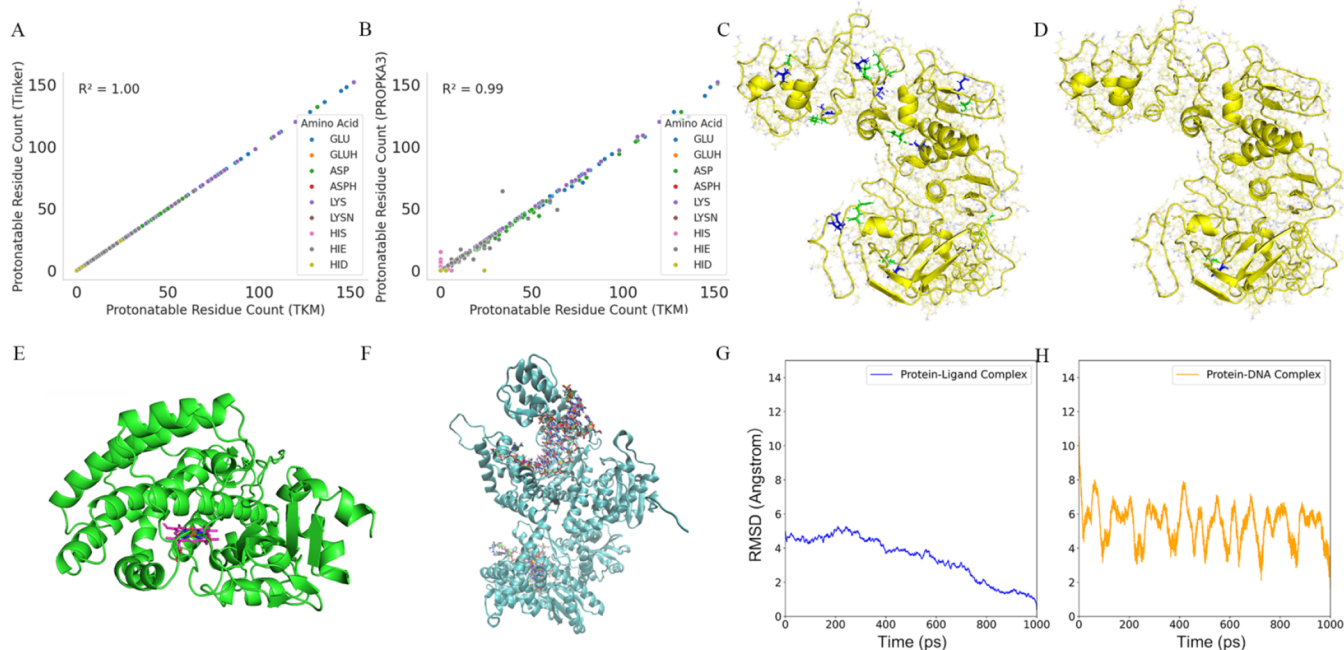 A
Protonatable Residue Count (Tinker)
150
100
50
0
R² = 1.00
Amino Acid
GLU
GLUH
ASP
ASPH
LYS
LYSN
HIS
HIE
HID
0
50
100
150
Protonatable Residue Count (TKM)
B
Protonatable Residue Count (PROPKA3)
150
100
50
0
R² = 0.99
Amino Acid
GLU
GLUH
ASP
ASPH
LYS
LYSN
HIS
HIE
HID
0
50
100
150
Protonatable Residue Count (TKM)
C
D
E
F
G
RMSD (Angstrom)
14
12
10
8
6
4
2
0
Protein-Ligand Complex
0
200
400
600
800
1000
Time (ps)
H
14
12
10
8
6
4
2
0
Protein-DNA Complex
0
200
400
600
800
1000
Time (ps)